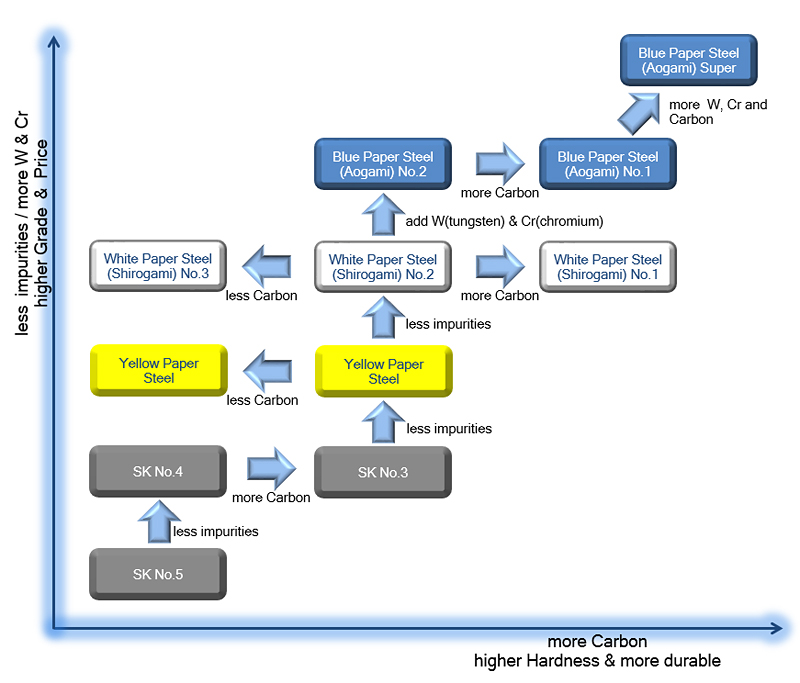 Blue Paper Steel
(Aogami) Super
more  W, Cr and
Carbon
Blue Paper Steel
(Aogami) No.2
more Carbon
Blue Paper Steel
(Aogami) No.1
add W(tungsten) & Cr(chromium)
White Paper Steel
(Shirogami) No.3
less Carbon
White Paper Steel
(Shirogami) No.2
more Carbon
White Paper Steel
(Shirogami) No.1
less impurities
Yellow Paper
Steel
less Carbon
Yellow Paper
Steel
less impurities
SK No.4
more Carbon
SK No.3
less impurities
SK No.5
less  impurities / more W & Cr
higher Grade  &  Price
more Carbon
higher Hardness & more durable